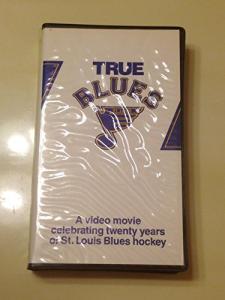 TRUE
BLUES
A video movie
celebrating twenty years
of St. Louis Blues hockey